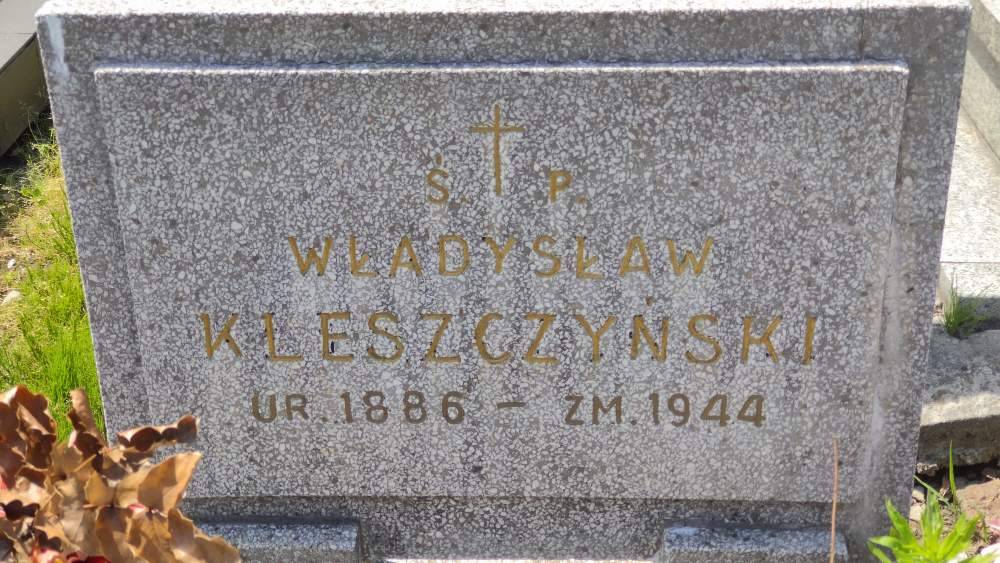 Ś. P.
WŁADYSŁAW
KLESZCZYŃSKI
UR. 1886 - ZM. 1944